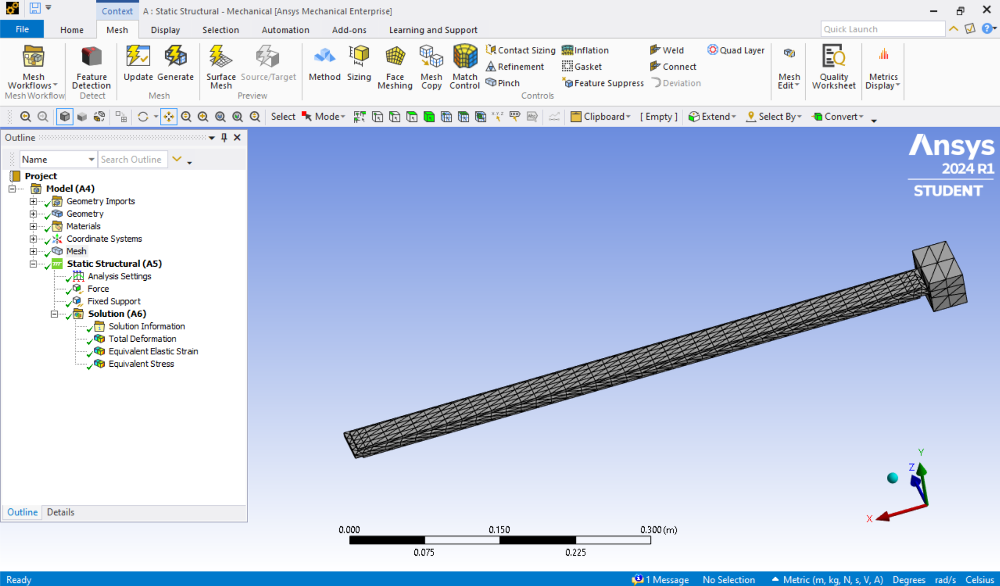 Context A : Static Structural - Mechanical [Ansys Mechanical Enterprise]
File Home Mesh Display Selection Automation Add-ons Learning and Support Quick Launch
Mesh Workflows
Feature Detection
Update
Generate
Surface Mesh
Source/Target
Method
Sizing
Face Meshing
Mesh Copy
Match Control
Contact Sizing
Refinement
Pinch
Inflation
Gasket
Feature Suppress
Weld
Connect
Deviation
Quad Layer
Mesh Edit
Quality Worksheet
Metrics Display
Mesh Workflow Detect Mesh Preview Controls
Select Mode Clipboard [ Empty ] Extend Select By Convert
Outline
Name Search Outline
Project
Model (A4)
Geometry Imports
Geometry
Materials
Coordinate Systems
Mesh
Static Structural (A5)
Analysis Settings
Force
Fixed Support
Solution (A6)
Solution Information
Total Deformation
Equivalent Elastic Strain
Equivalent Stress
Outline Details
Ansys
2024 R1
STUDENT
Y
Z
X
0.000 0.150 0.300 (m)
0.075 0.225
Ready 1 Message No Selection Metric (m, kg, N, s, V, A) Degrees rad/s Celsius